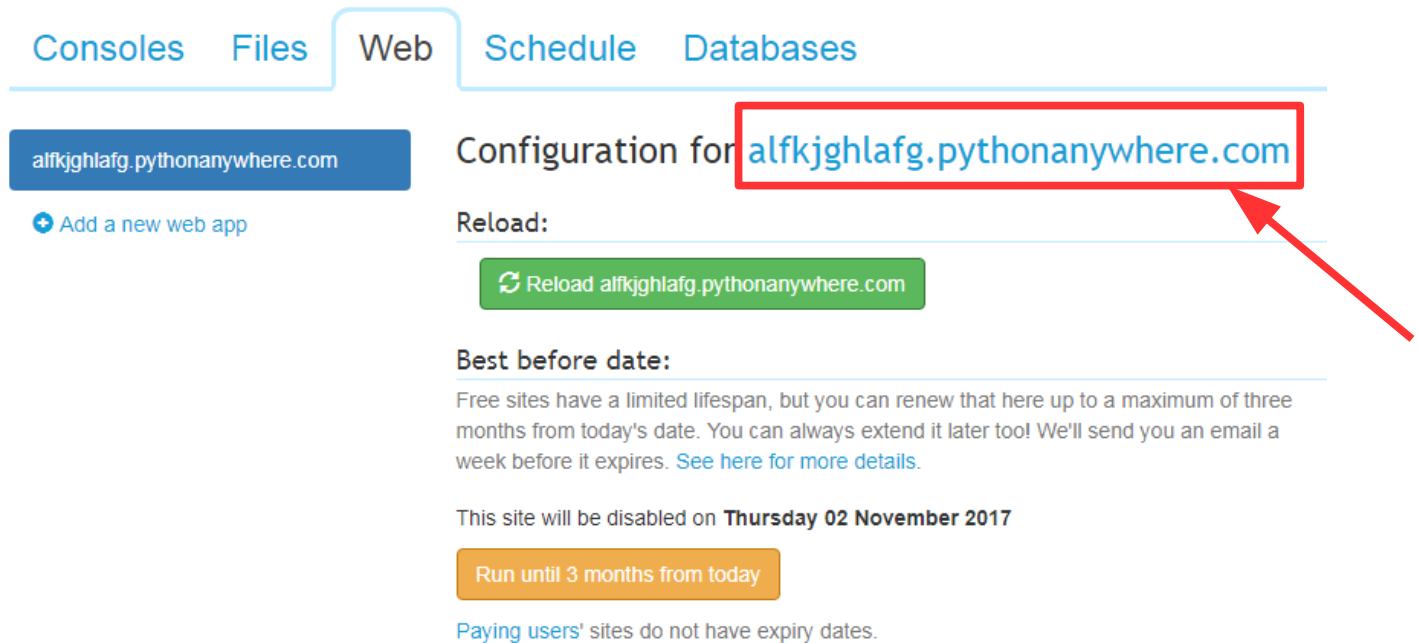 Consoles Files Web Schedule Databases
alfkjghlafg.pythonanywhere.com
Add a new web app
Configuration for alfkjghlafg.pythonanywhere.com
Reload:
Reload alfkjghlafg.pythonanywhere.com
Best before date:
Free sites have a limited lifespan, but you can renew that here up to a maximum of three
months from today's date. You can always extend it later too! We'll send you an email a
week before it expires. See here for more details.
This site will be disabled on Thursday 02 November 2017
Run until 3 months from today
Paying users' sites do not have expiry dates.